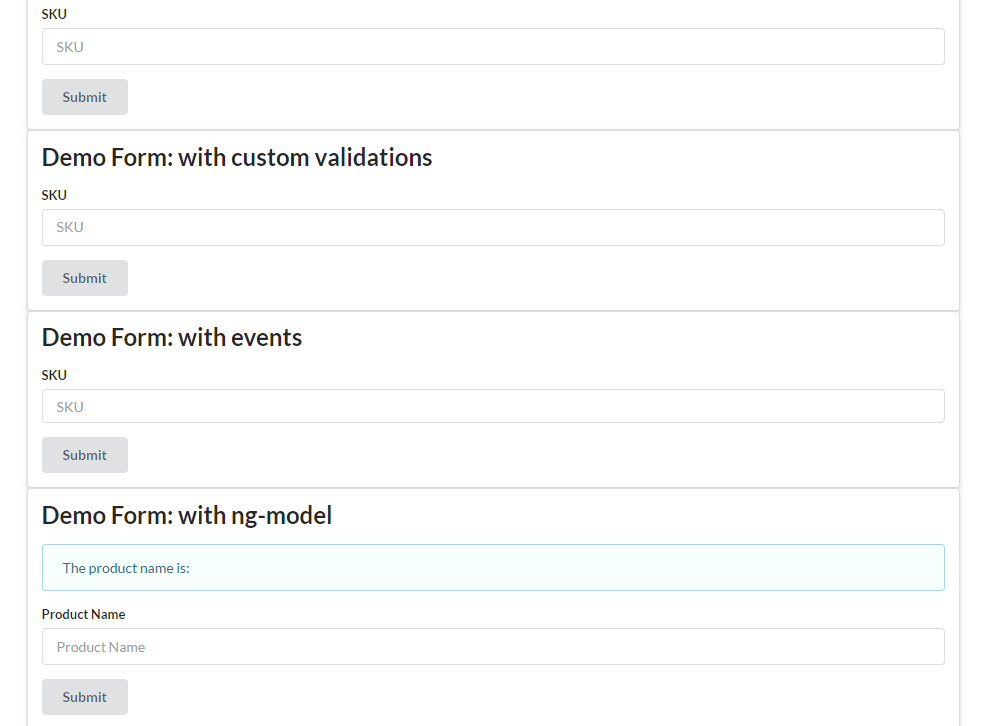 SKU
SKU
Submit
Demo Form: with custom validations
SKU
SKU
Submit
Demo Form: with events
SKU
SKU
Submit
Demo Form: with ng-model
The product name is:
Product Name
Product Name
Submit